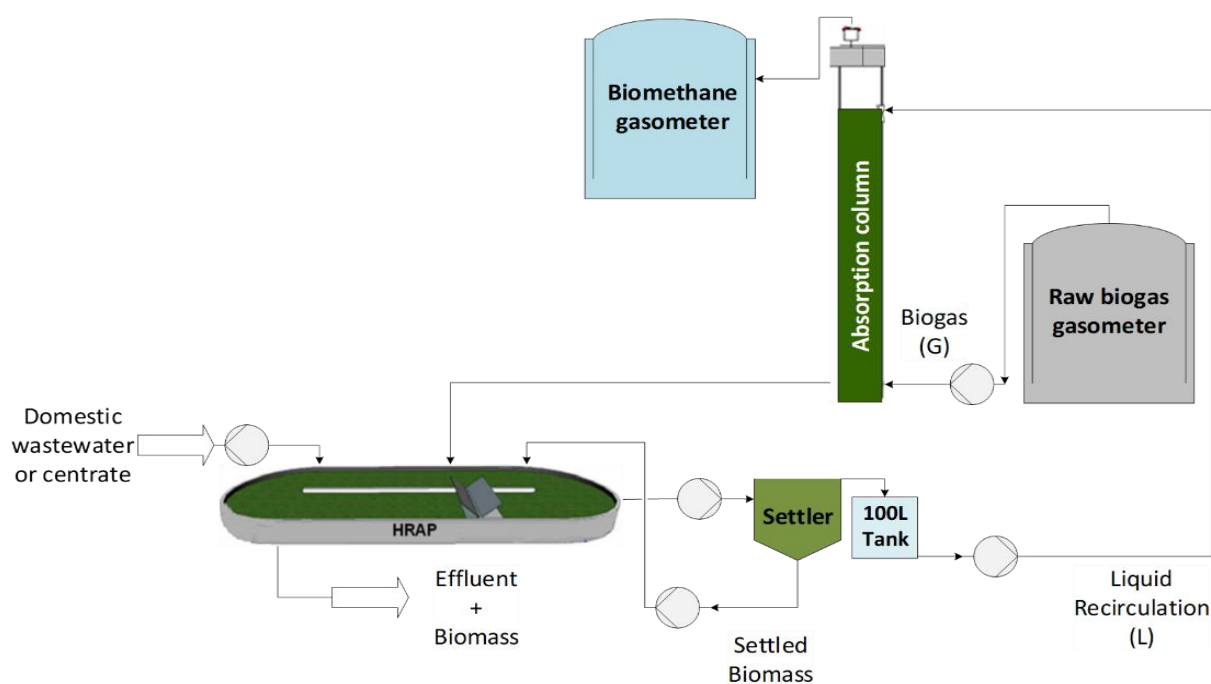 Biomethane
gasometer
Absorption column
Raw biogas
gasometer
Biogas
(G)
Domestic
wastewater
or centrate
HRAP
Settler
100L
Tank
Effluent
+
Biomass
Settled
Biomass
Liquid
Recirculation
(L)